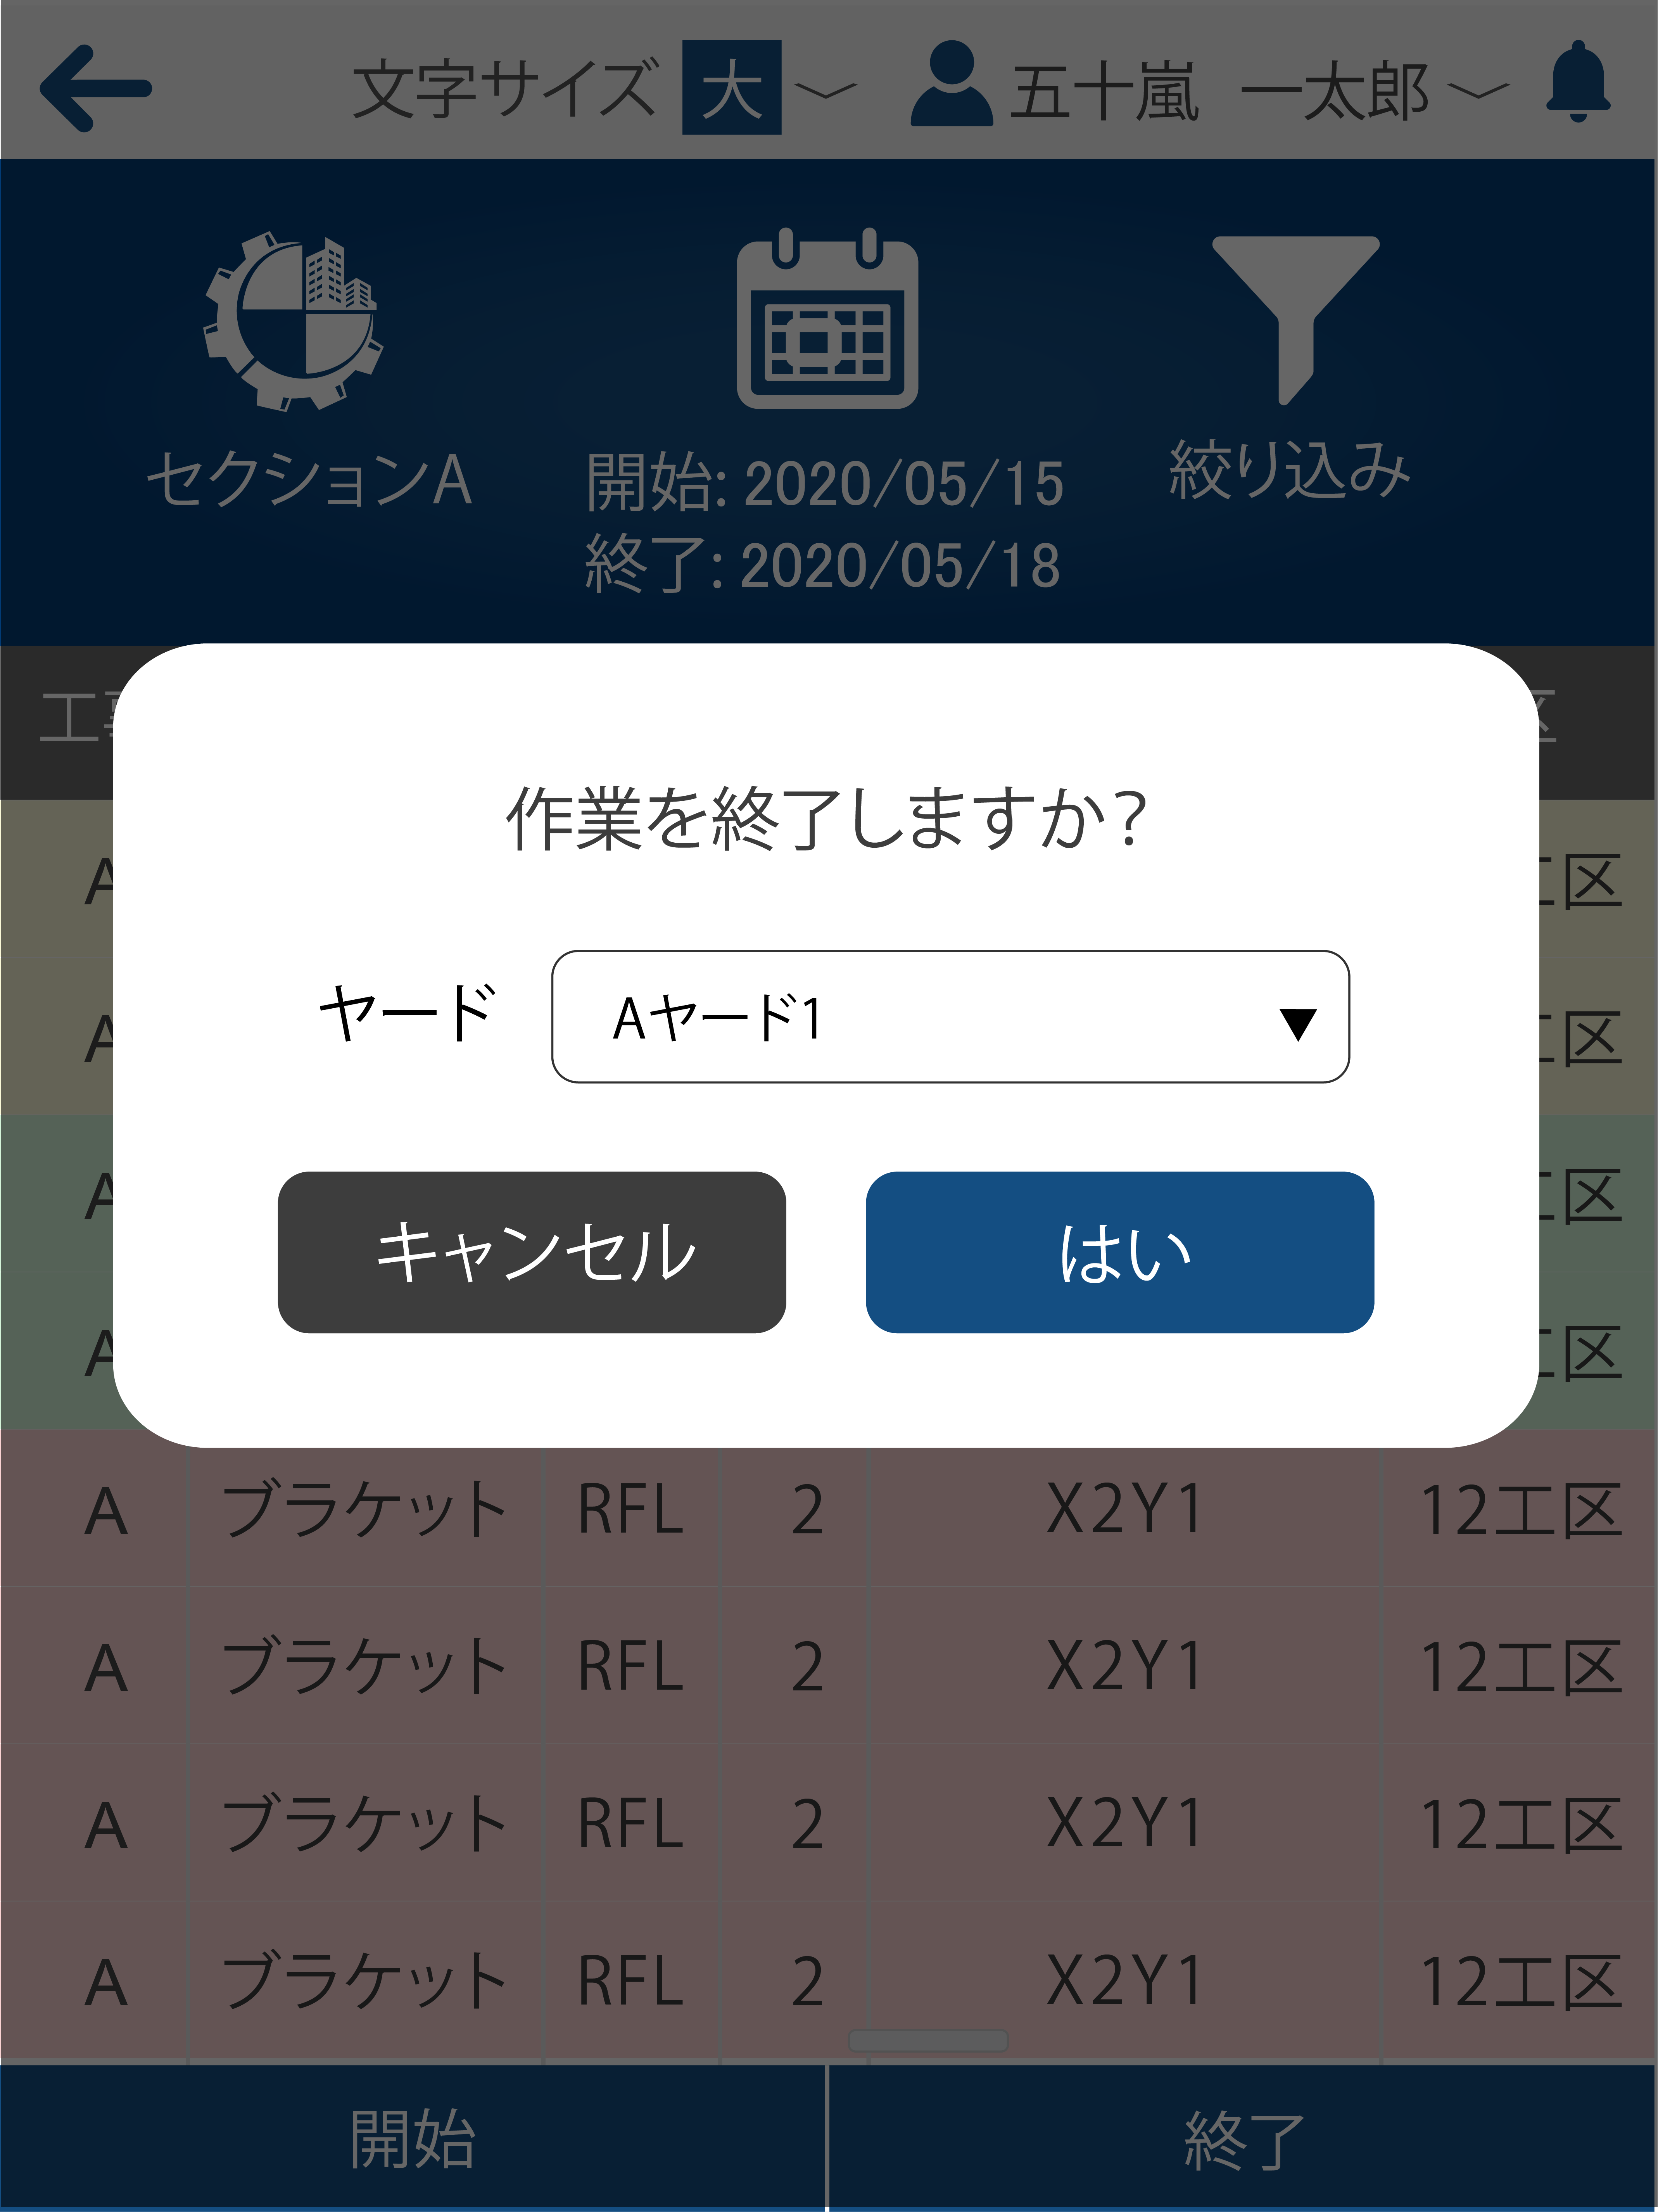 文字サイズ 大 五十嵐 一太郎
セクションA 開始: 2020/05/15 絞り込み
終了: 2020/05/18
工 区
作業を終了しますか?
A 工区
A 工区
ヤード Aヤード1
A 工区
キャンセル はい
A 工区
A ブラケット RFL 2 X2Y1 12工区
A ブラケット RFL 2 X2Y1 12工区
A ブラケット RFL 2 X2Y1 12工区
A ブラケット RFL 2 X2Y1 12工区
開始 終了